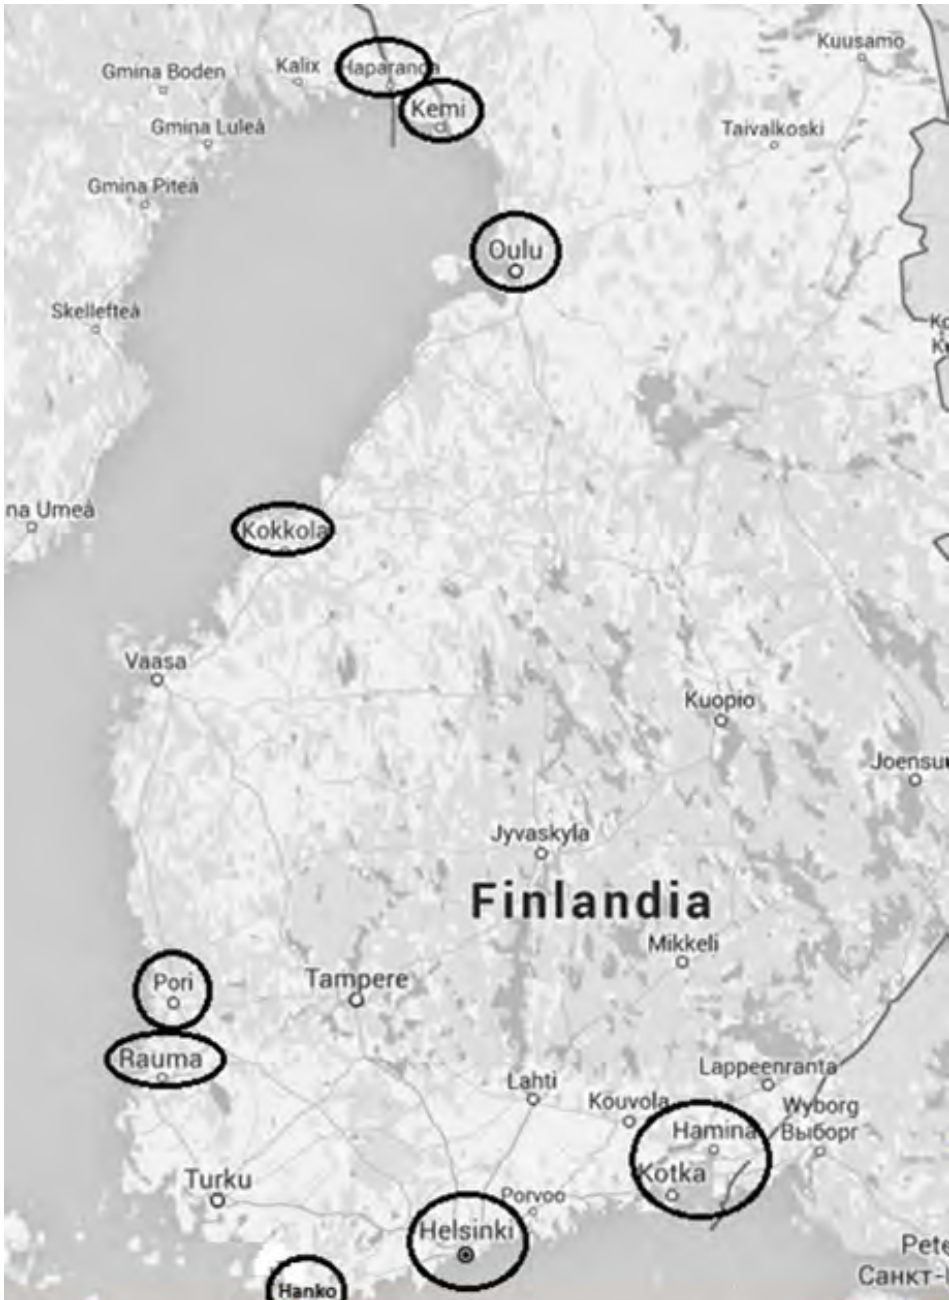 Kuusamo
Kalix
Haparanda
Gmina Boden
Kemi
Gmina Luleå
Taivalkoski
Gmina Piteå
Oulu
Skellefteå
na Umeå
Kokkola
Vaasa
Kuopio
Joensuu
Jyvaskyla
Finlandia
Mikkeli
Pori
Tampere
Rauma
Lappeenranta
Lahti
Kouvola
Wyborg
Выборг
Hamina
Kotka
Turku
Porvoo
Helsinki
Pete
Санкт-
Hanko